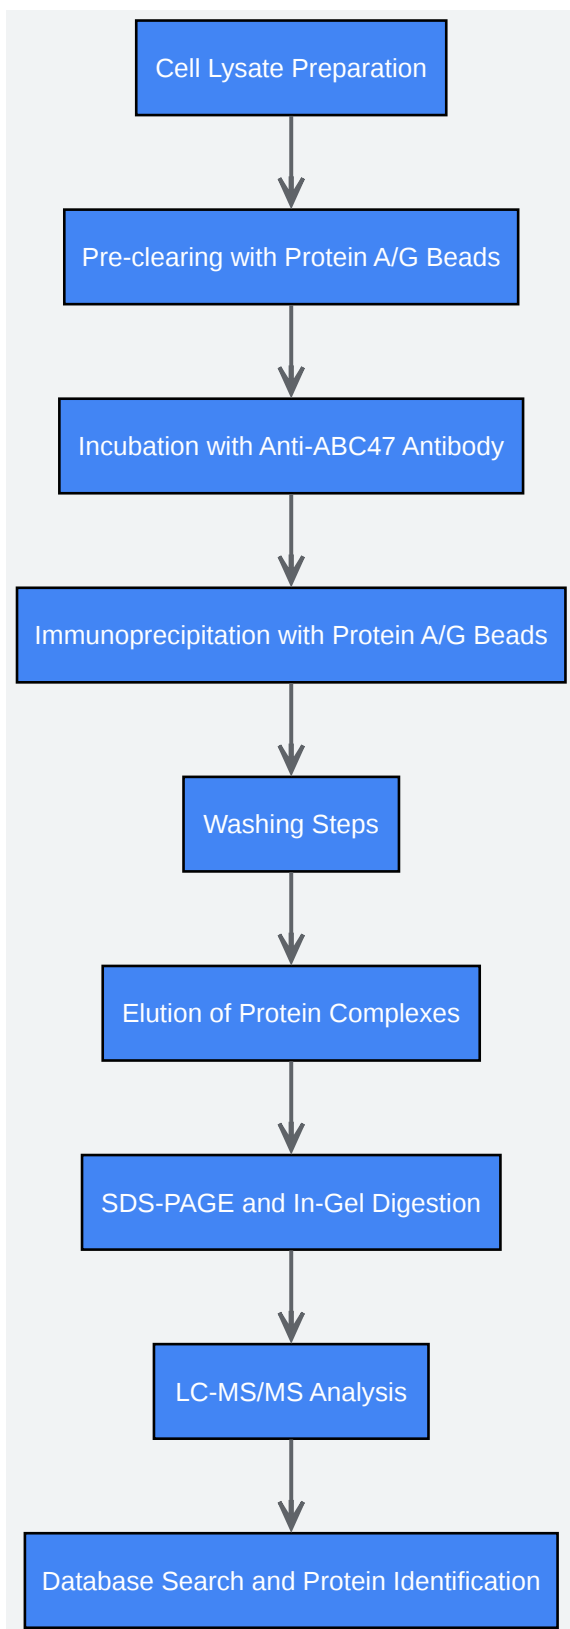 Cell Lysate Preparation
Pre-clearing with Protein A/G Beads
Incubation with Anti-ABC47 Antibody
Immunoprecipitation with Protein A/G Beads
Washing Steps
Elution of Protein Complexes
SDS-PAGE and In-Gel Digestion
LC-MS/MS Analysis
Database Search and Protein Identification